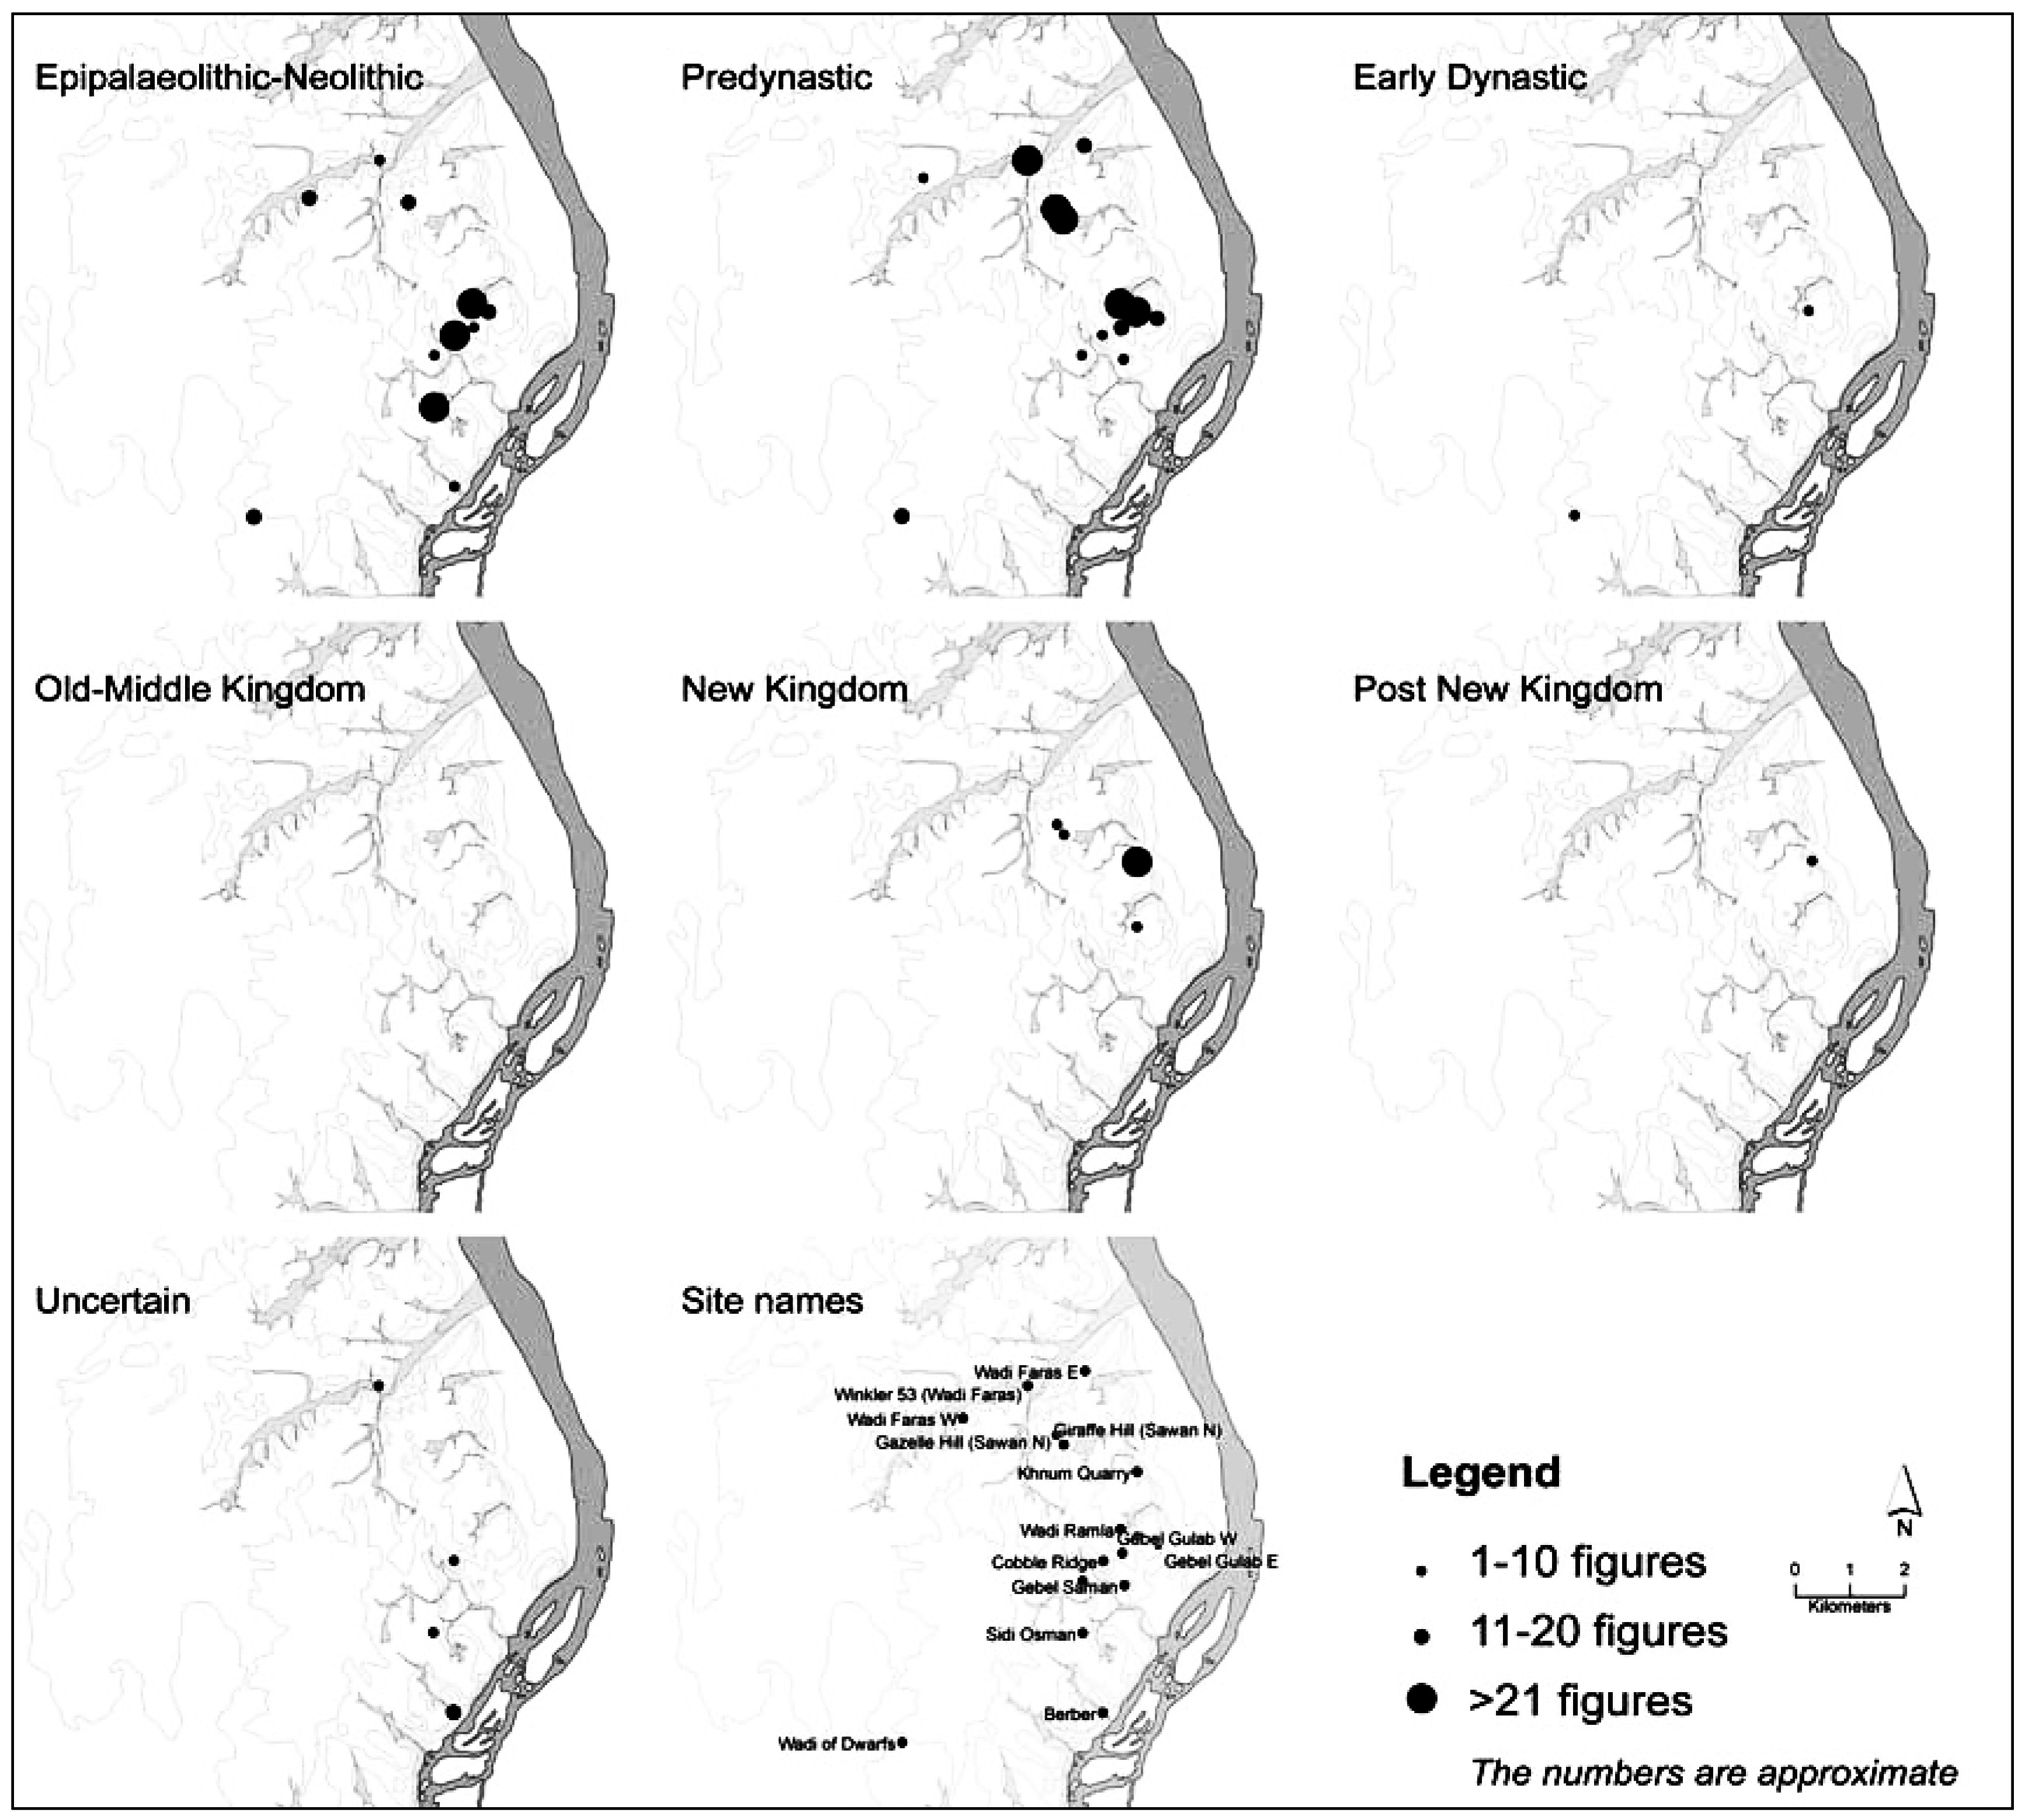 Epipalaeolithic-Neolithic
Predynastic
Early Dynastic
Old-Middle Kingdom
New Kingdom
Post New Kingdom
Uncertain
Site names
Wadi Faras E
Winkler 53 (Wadi Faras)
Wadi Faras W
Giraffe Hill (Sawan N)
Gazelle Hill (Sawan N)
Khnum Quarry
Wadi Ramla
Gebel Gulab W
Cobble Ridge
Gebel Gulab E
Gebel Saman
Sidi Osman
Berber
Wadi of Dwarfs
Legend
N
1-10 figures
0 1 2
Kilometers
11-20 figures
>21 figures
The numbers are approximate